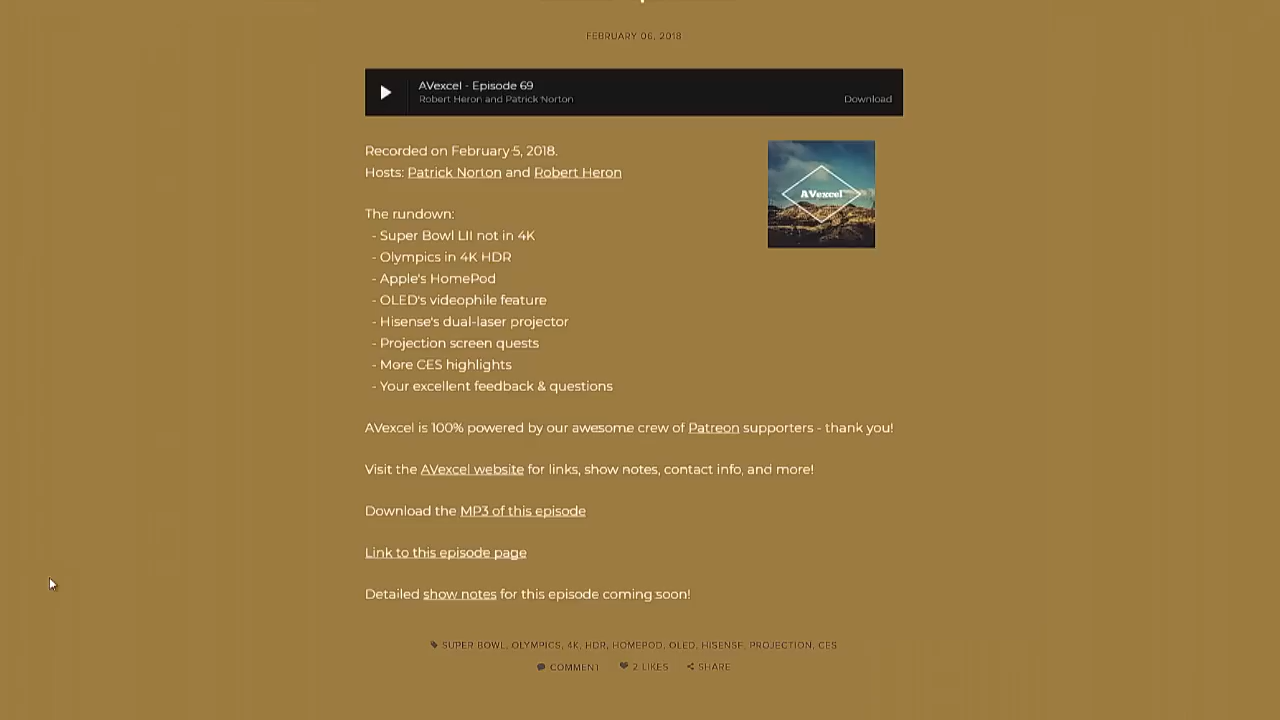 FEBRUARY 06, 2018
AVexcel - Episode 69
Robert Heron and Patrick Norton
Download
Recorded on February 5, 2018.
Hosts: Patrick Norton and Robert Heron
AVexcel
The rundown:
- Super Bowl LII not in 4K
- Olympics in 4K HDR
- Apple's HomePod
- OLED's videophile feature
- Hisense's dual-laser projector
- Projection screen quests
- More CES highlights
- Your excellent feedback & questions
AVexcel is 100% powered by our awesome crew of Patreon supporters - thank you!
Visit the AVexcel website for links, show notes, contact info, and more!
Download the MP3 of this episode
Link to this episode page
Detailed show notes for this episode coming soon!
SUPER BOWL, OLYMPICS, 4K, HDR, HOMEPOD, OLED, HISENSE, PROJECTION, CES
COMMENT 2 LIKES SHARE